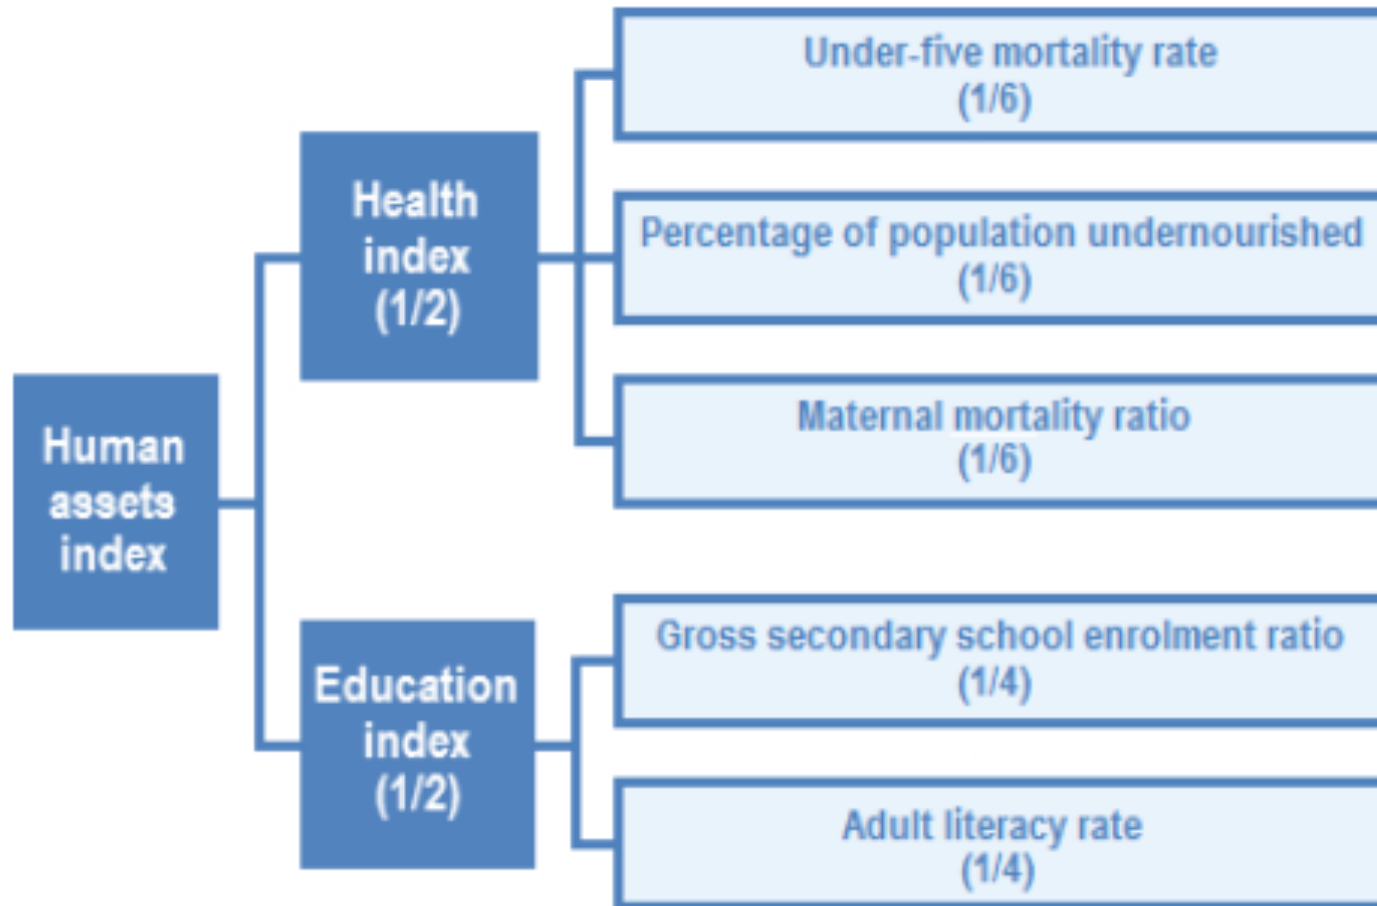 Human
assets
index
Health
index
(1/2)
Under-five mortality rate
(1/6)
Percentage of population undernourished
(1/6)
Maternal mortality ratio
(1/6)
Education
index
(1/2)
Gross secondary school enrolment ratio
(1/4)
Adult literacy rate
(1/4)